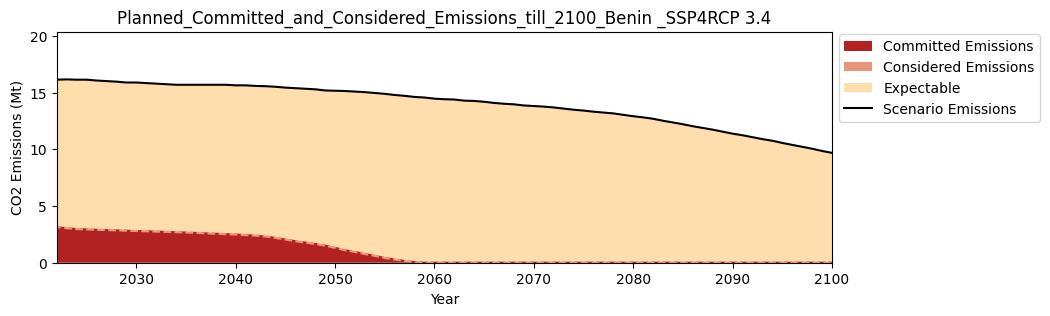 Planned_Committed_and_Considered_Emissions_till_2100_Benin _SSP4RCP 3.4
CO2 Emissions (Mt)
20
15
10
5
0
2030 2040 2050 2060 2070 2080 2090 2100
Year
Committed Emissions
Considered Emissions
Expectable
Scenario Emissions